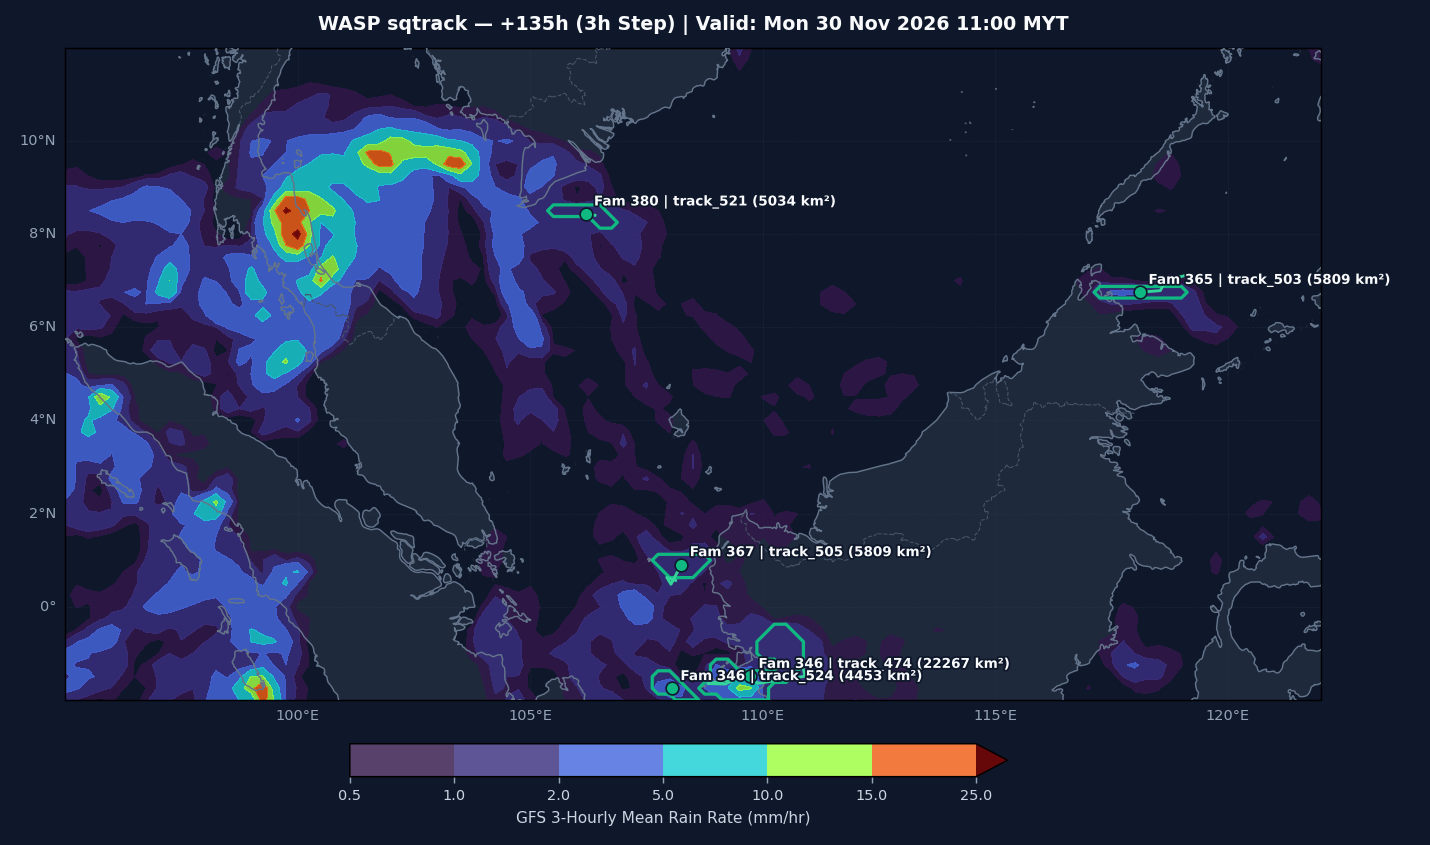 WASP sqtrack — +135h (3h Step) | Valid: Mon 30 Nov 2026 11:00 MYT
10°N
8°N
6°N
4°N
2°N
0°
Fam 380 | track_521 (5034 km²)
Fam 365 | track_503 (5809 km²)
Fam 367 | track_505 (5809 km²)
Fam 346 | track_474 (22267 km²)
Fam 346 | track_524 (4453 km²)
100°E 105°E 110°E 115°E 120°E
0.5 1.0 2.0 5.0 10.0 15.0 25.0
GFS 3-Hourly Mean Rain Rate (mm/hr)